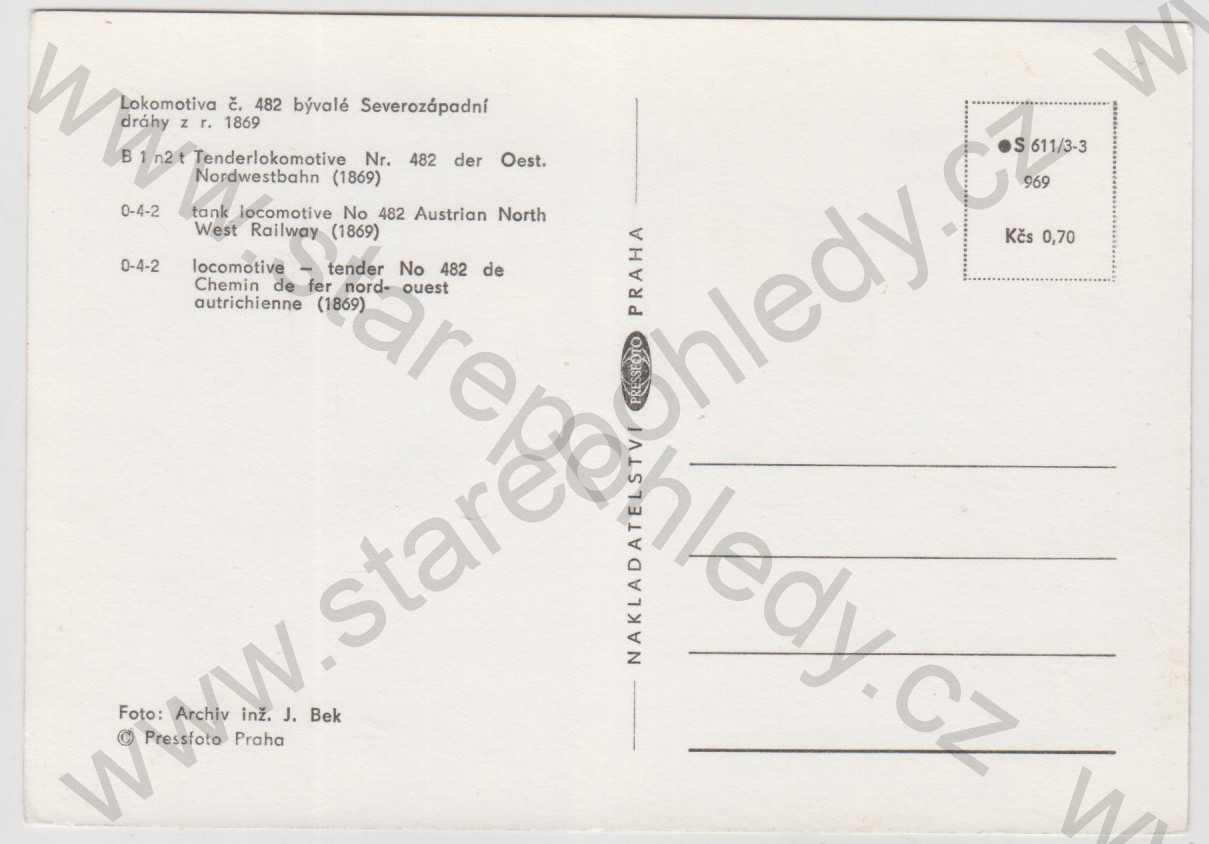 Lokomotiva č. 482 bývalé Severozápadní
dráhy z r. 1869
B 1 n2 t Tenderlokomotive Nr. 482 der Oest.
Nordwestbahn (1869)
0-4-2 tank locomotive No 482 Austrian North
West Railway (1869)
0-4-2 locomotive — tender No 482 de
Chemin de fer nord- ouest
autrichienne (1869)
Foto: Archiv inž. J. Bek
© Pressfoto Praha
NAKLADATELSTVÍ PRESSFOTO PRAHA
●S 611/3-3
969
Kčs 0,70
www.starepohledy.cz
www.starepohledy.cz